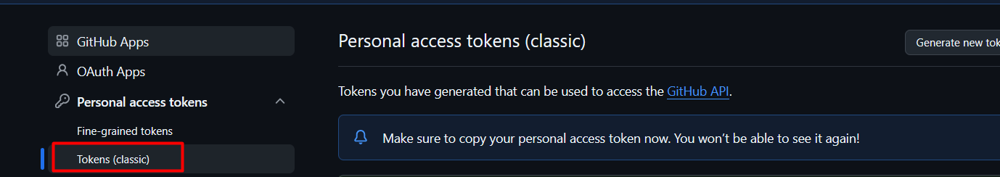 GitHub Apps
OAuth Apps
Personal access tokens
Fine-grained tokens
Tokens (classic)
Personal access tokens (classic)
Generate new tok
Tokens you have generated that can be used to access the GitHub API.
Make sure to copy your personal access token now. You won’t be able to see it again!